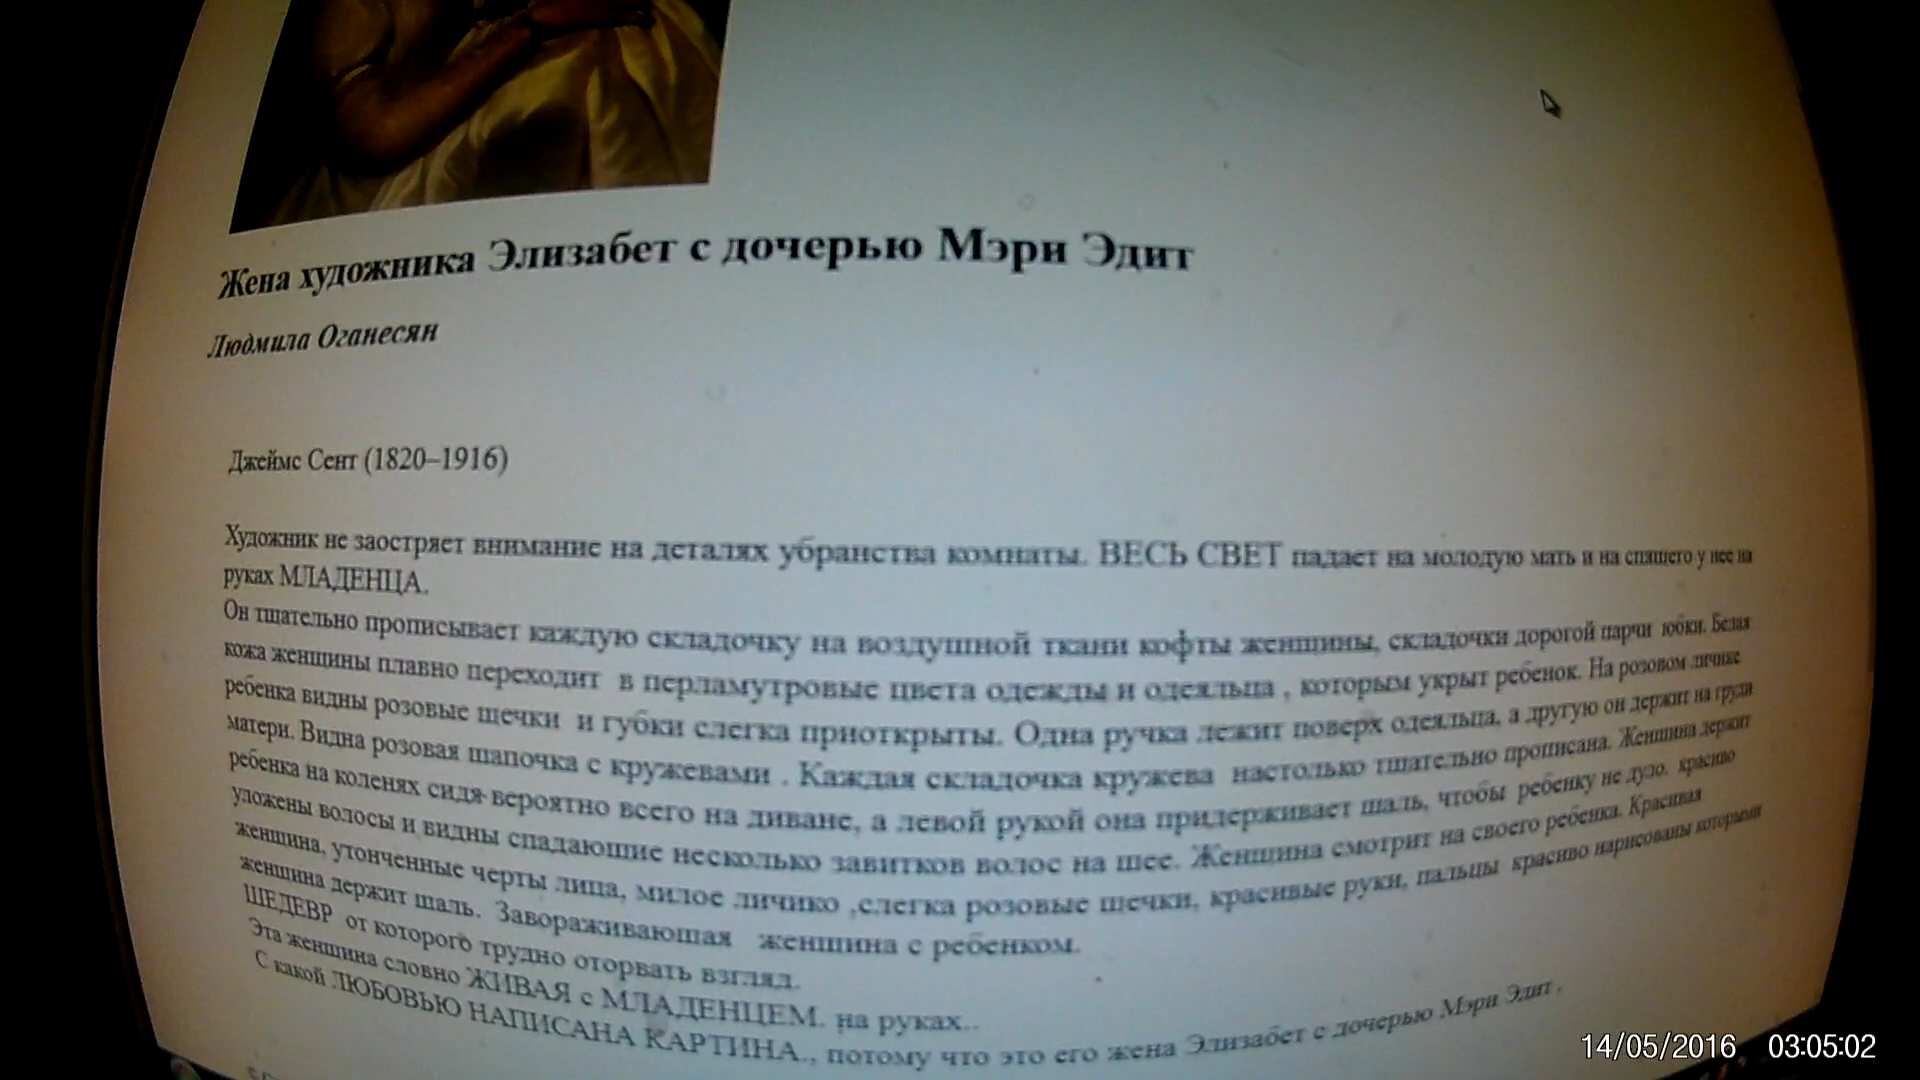 Жена художника Элизабет с дочерью Мэри Эдит
Людмила Оганесян
Джеймс Сент (1820–1916)
Художник не заостряет внимание на деталях убранства комнаты. ВЕСЬ СВЕТ падает на молодую мать и на спящего у нее на
руках МЛАДЕНЦА.
Он тщательно прописывает каждую складочку на воздушной ткани кофты женщины, складочки дорогой парчи юбки. Белая
кожа женщины плавно переходит в перламутровые цвета одежды и одеяльца , которым укрыт ребенок. На розовом личике
ребенка видны розовые щечки и губки слегка приоткрыты. Одна ручка лежит поверх одеяльца, а другую он держит на груди
матери. Видна розовая шапочка с кружевами . Каждая складочка кружева настолько тщательно прописана. Женщина держит
ребенка на коленях сидя-вероятно всего на диване, а левой рукой она придерживает шаль, чтобы ребенку не дуло. красиво
уложены волосы и видны спадающие несколько завитков волос на шее. Женщина смотрит на своего ребенка. Красивая
женщина, утонченные черты лица, милое личико ,слегка розовые щечки, красивые руки, пальцы красиво нарисованы которыми
женщина держит шаль. Завораживающая женщина с ребенком.
ШЕДЕВР от которого трудно оторвать взгляд.
Эта женщина словно ЖИВАЯ с МЛАДЕНЦЕМ. на руках..
С какой ЛЮБОВЬЮ НАПИСАНА КАРТИНА., потому что это его жена Элизабет с дочерью Мэри Эдит .
14/05/2016 03:05:02